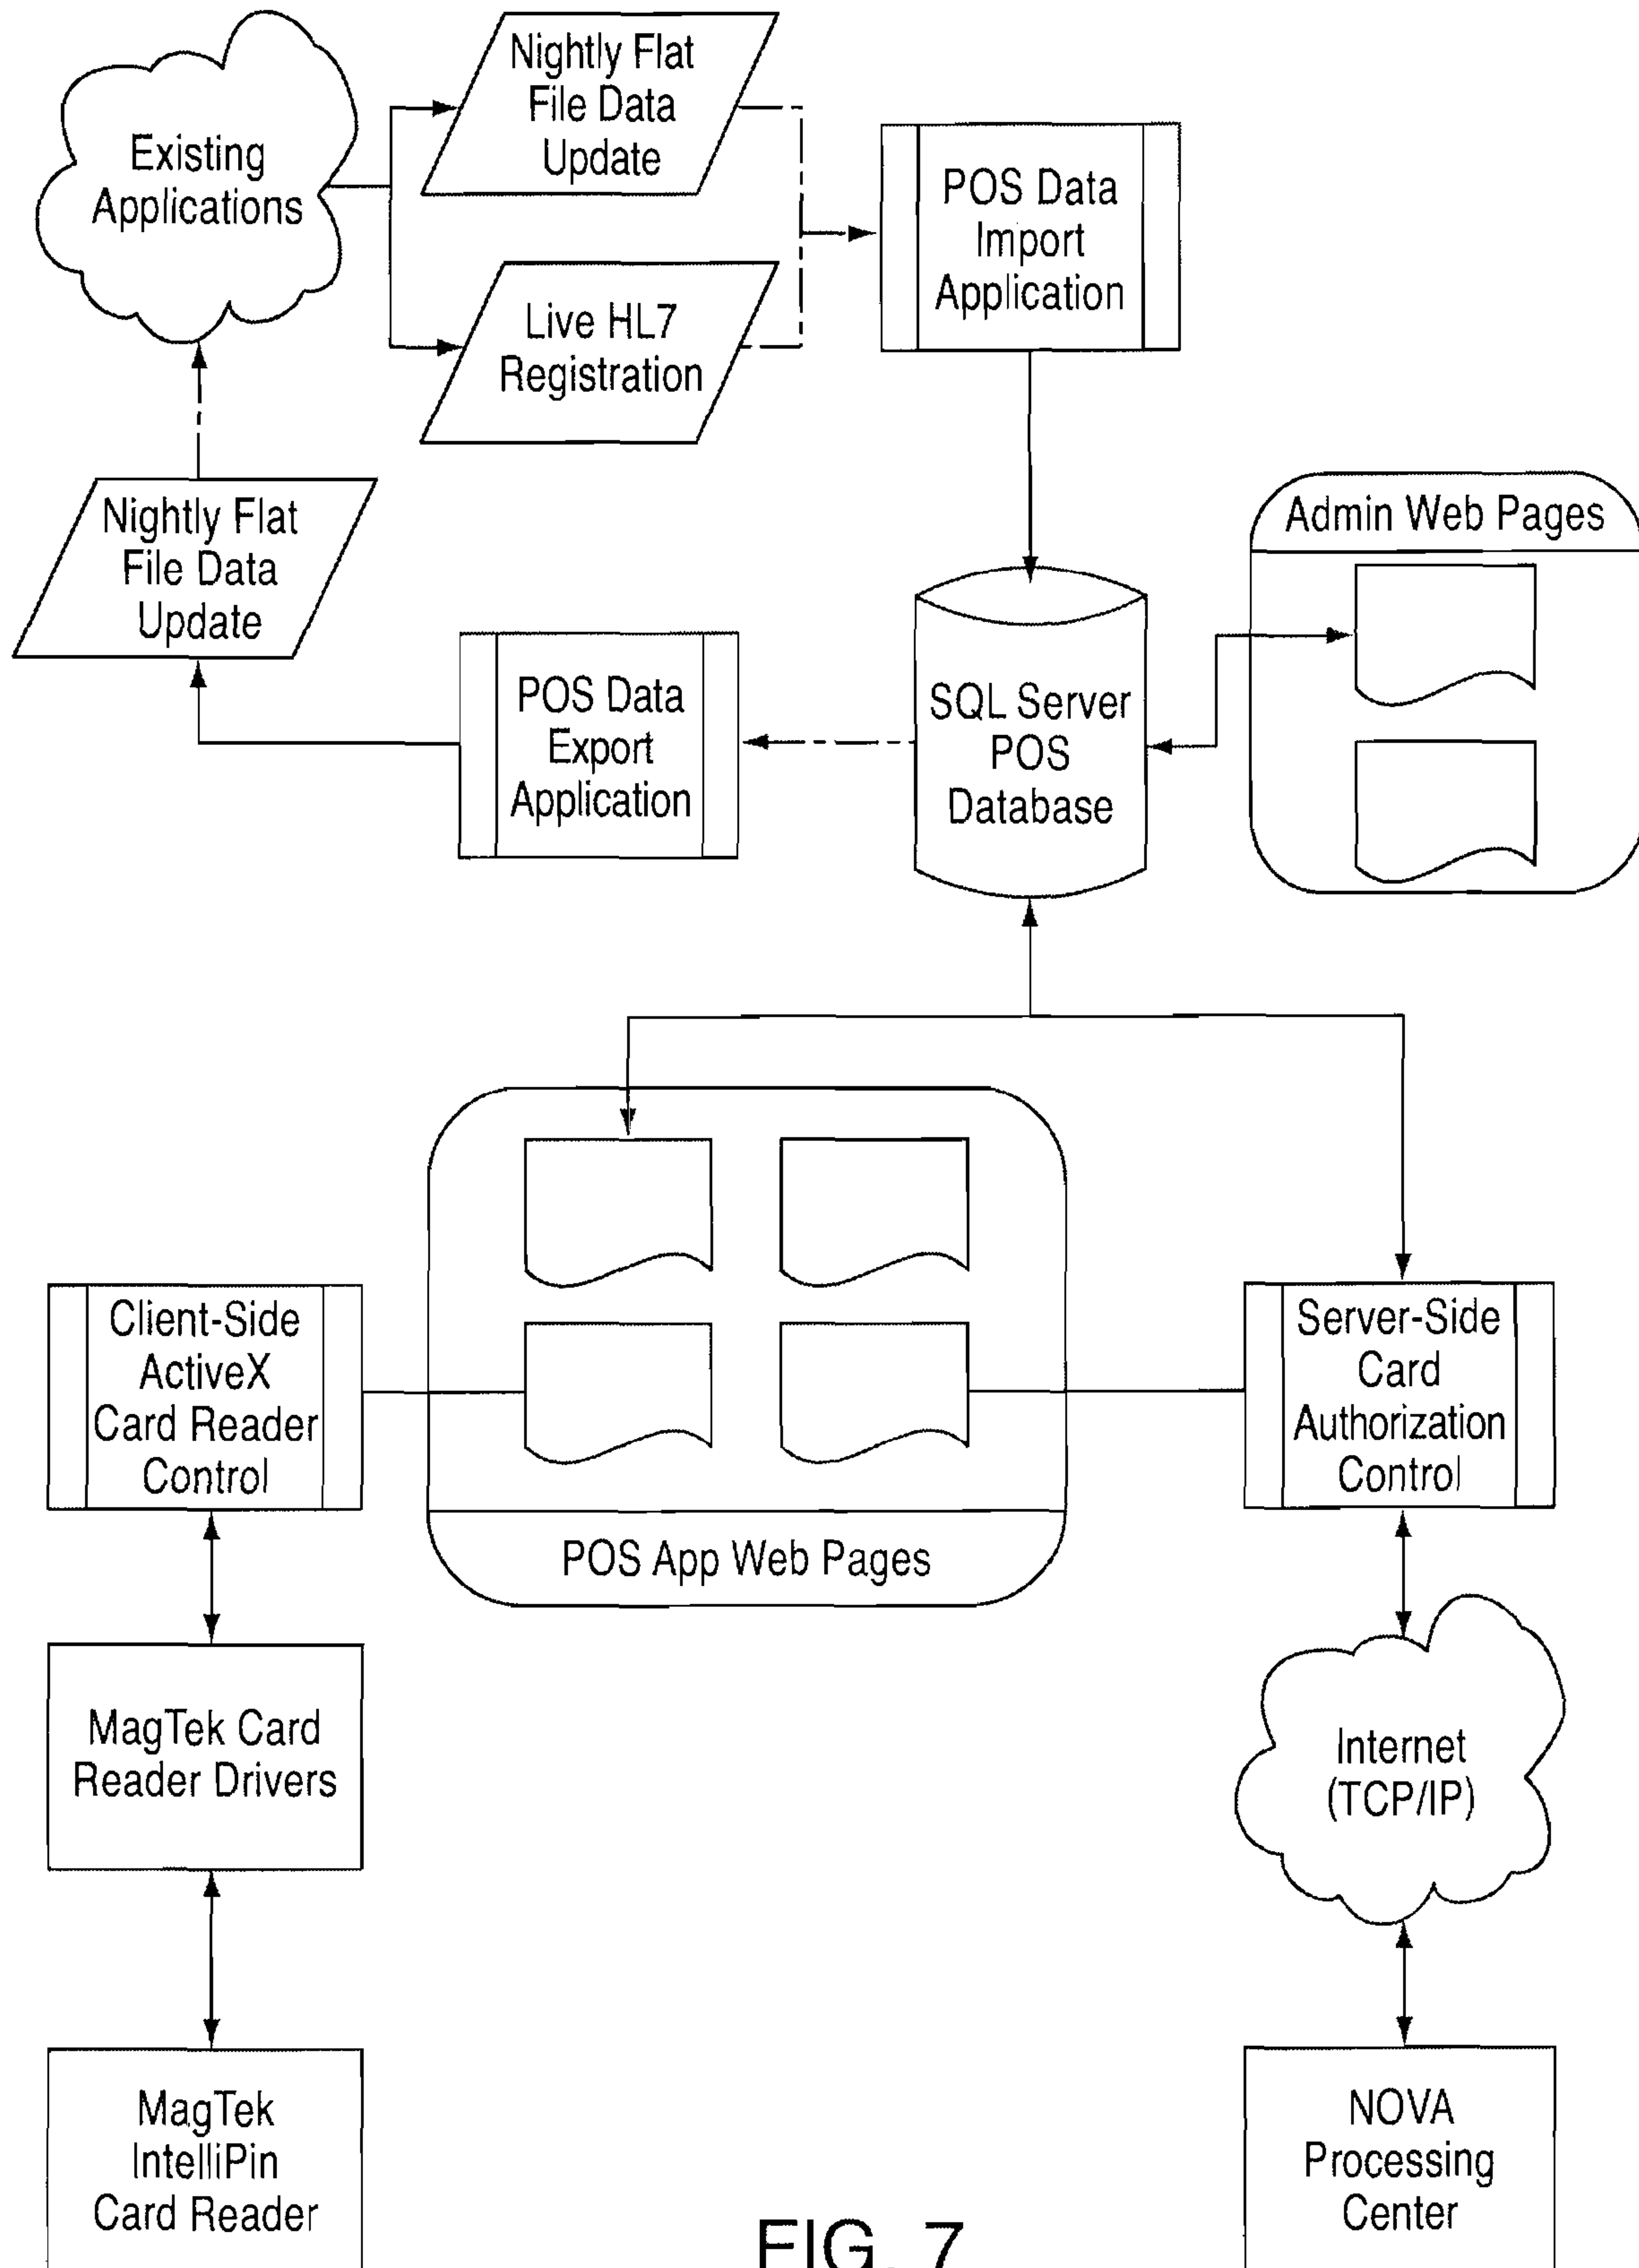 Nightly Flat
File Data
Update
Existing
Applications
POS Data
Import
Application
Live HL7
Registration
Nightly Flat
File Data
Update
Admin Web Pages
POS Data
Export
Application
SQL Server
POS
Database
Client-Side
ActiveX
Card Reader
Control
Server-Side
Card
Authorization
Control
POS App Web Pages
MagTek Card
Reader Drivers
Internet
(TCP/IP)
MagTek
IntelliPin
Card Reader
NOVA
Processing
Center
FIG. 7